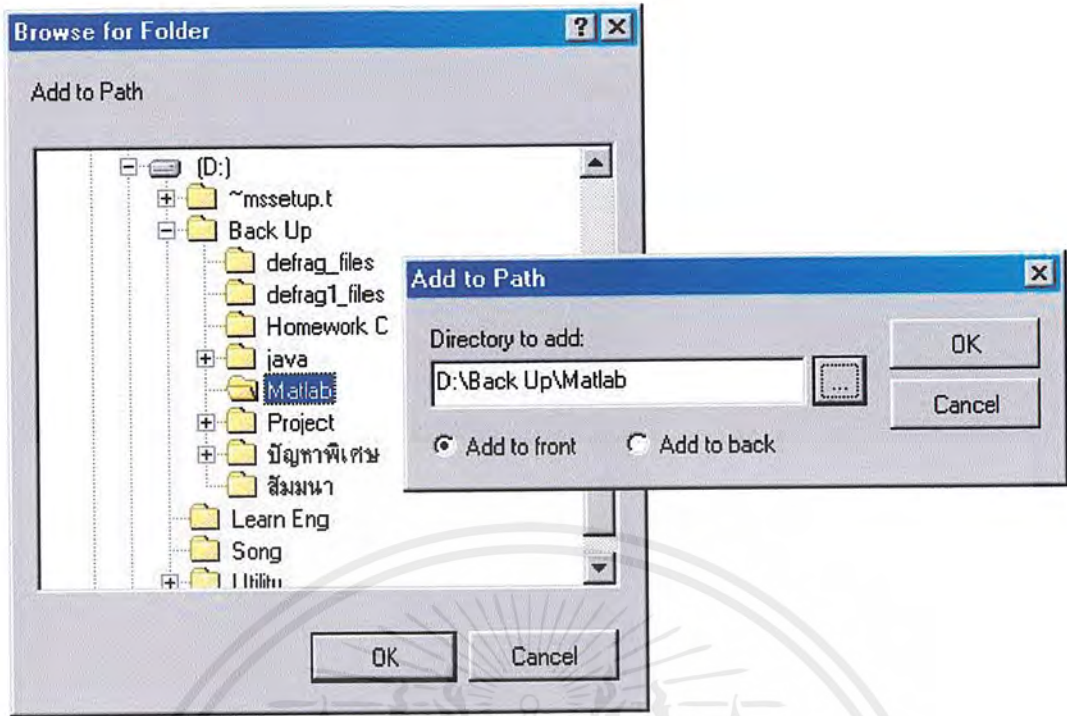 Browse for Folder
Add to Path
(D:)
~mssetup.t
Back Up
defrag_files
defrag1_files
Homework C
java
Matlab
Project
ปัญหาพิเศษ
สัมมนา
Learn Eng
Song
Utility
OK
Cancel
Add to Path
Directory to add:
D:\Back Up\Matlab
...
OK
Cancel
Add to front
Add to back